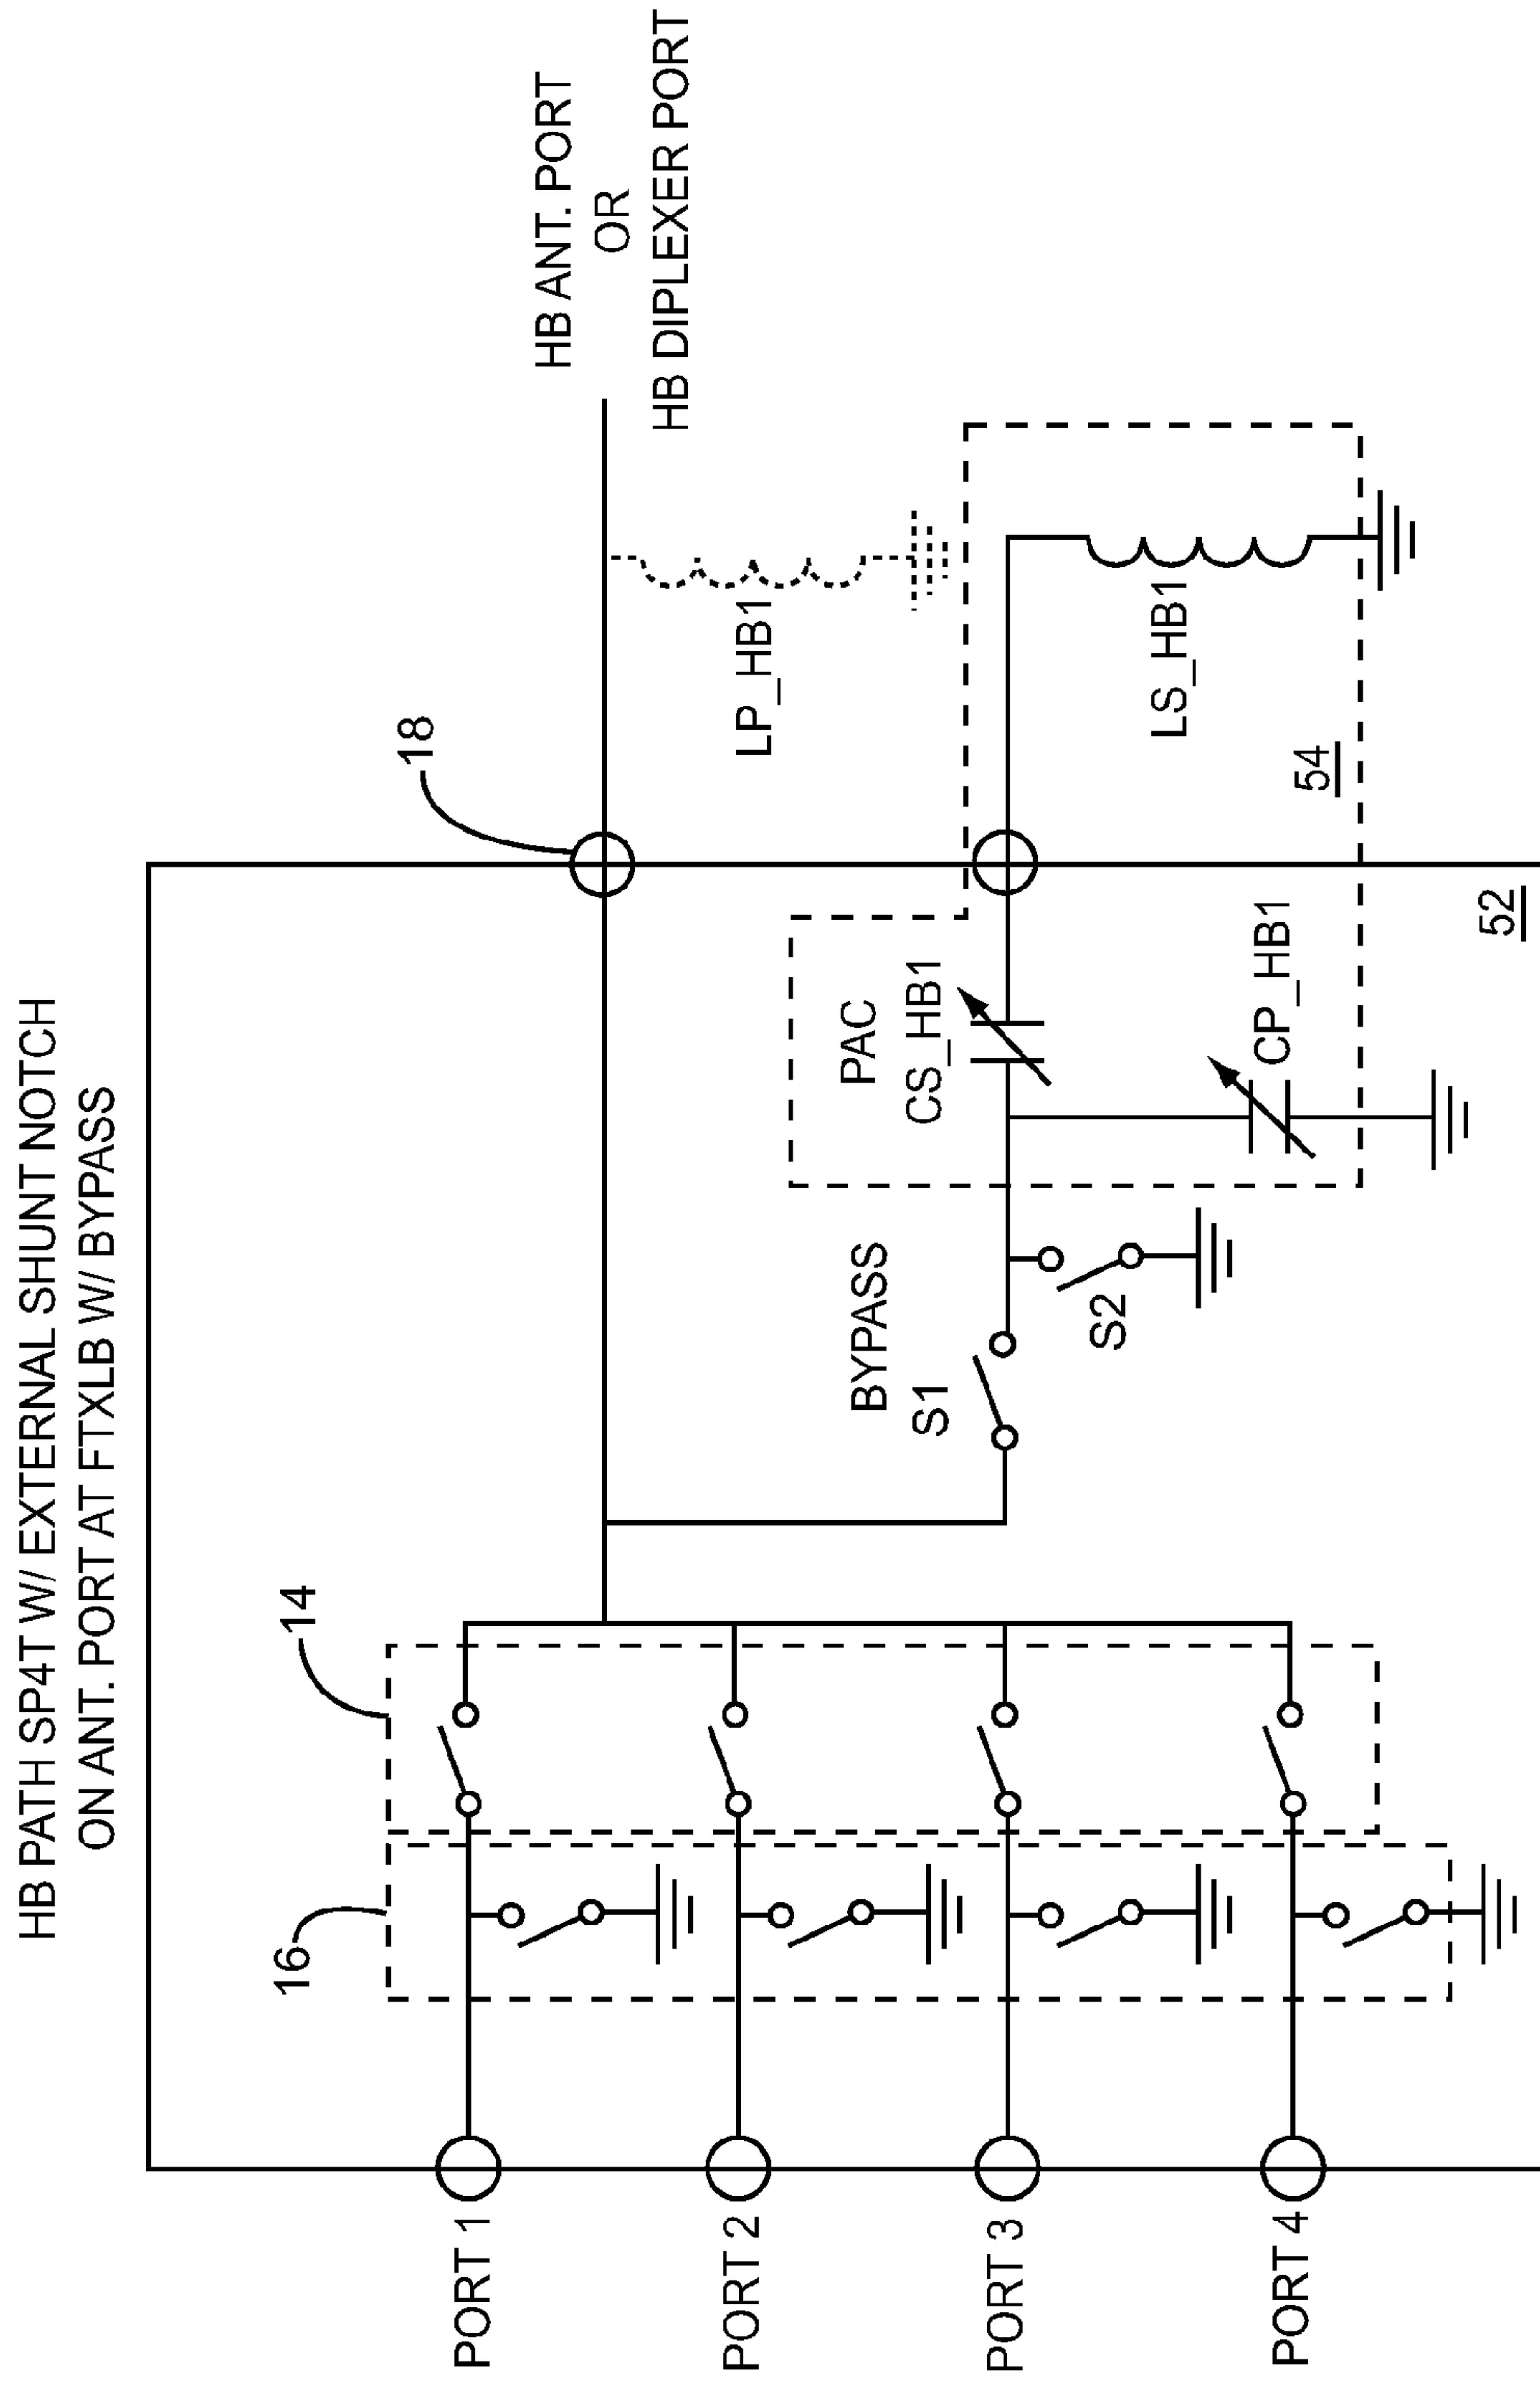 HB PATH SP4T W/ EXTERNAL SHUNT NOTCH
ON ANT. PORT AT FTXLB W/ BYPASS
16
14
18
HB ANT. PORT
OR
HB DIPLEXER PORT
PORT 1
PORT 2
PORT 3
PORT 4
LP_HB1
BYPASS
S1
S2
PAC
CS_HB1
CP_HB1
LS_HB1
54
52